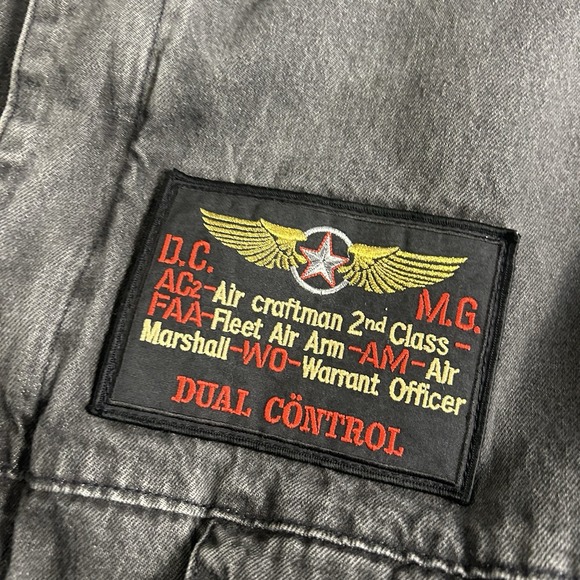 D.C. M.G.
AC2-Air craftman 2nd Class-
FAA-Fleet Air Arm-AM-Air
Marshall-WO-Warrant Officer
DUAL CÖNTROL